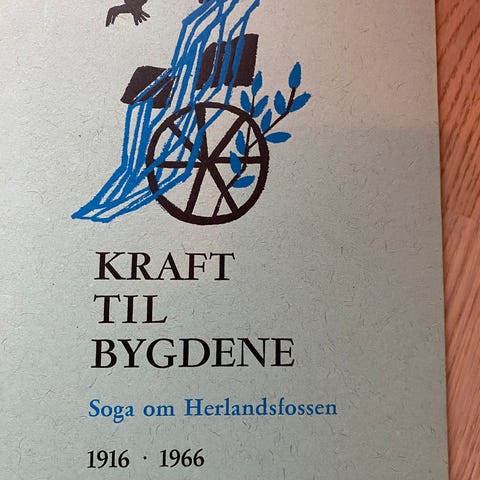 KRAFT
TIL
BYGDENE
Soga om Herlandsfossen
1916 · 1966